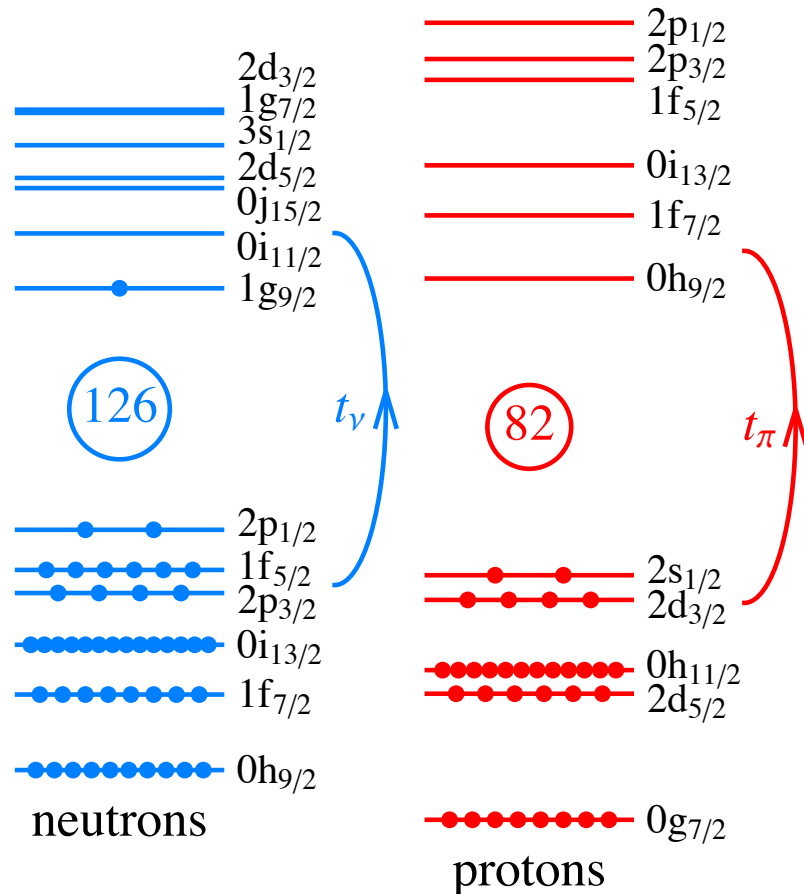 2d3/2
1g7/2
3s1/2
2d5/2
0j15/2
0i11/2
1g9/2
126
tν
2p1/2
1f5/2
2p3/2
0i13/2
1f7/2
0h9/2
neutrons
2p1/2
2p3/2
1f5/2
0i13/2
1f7/2
0h9/2
82
tπ
2s1/2
2d3/2
0h11/2
2d5/2
0g7/2
protons